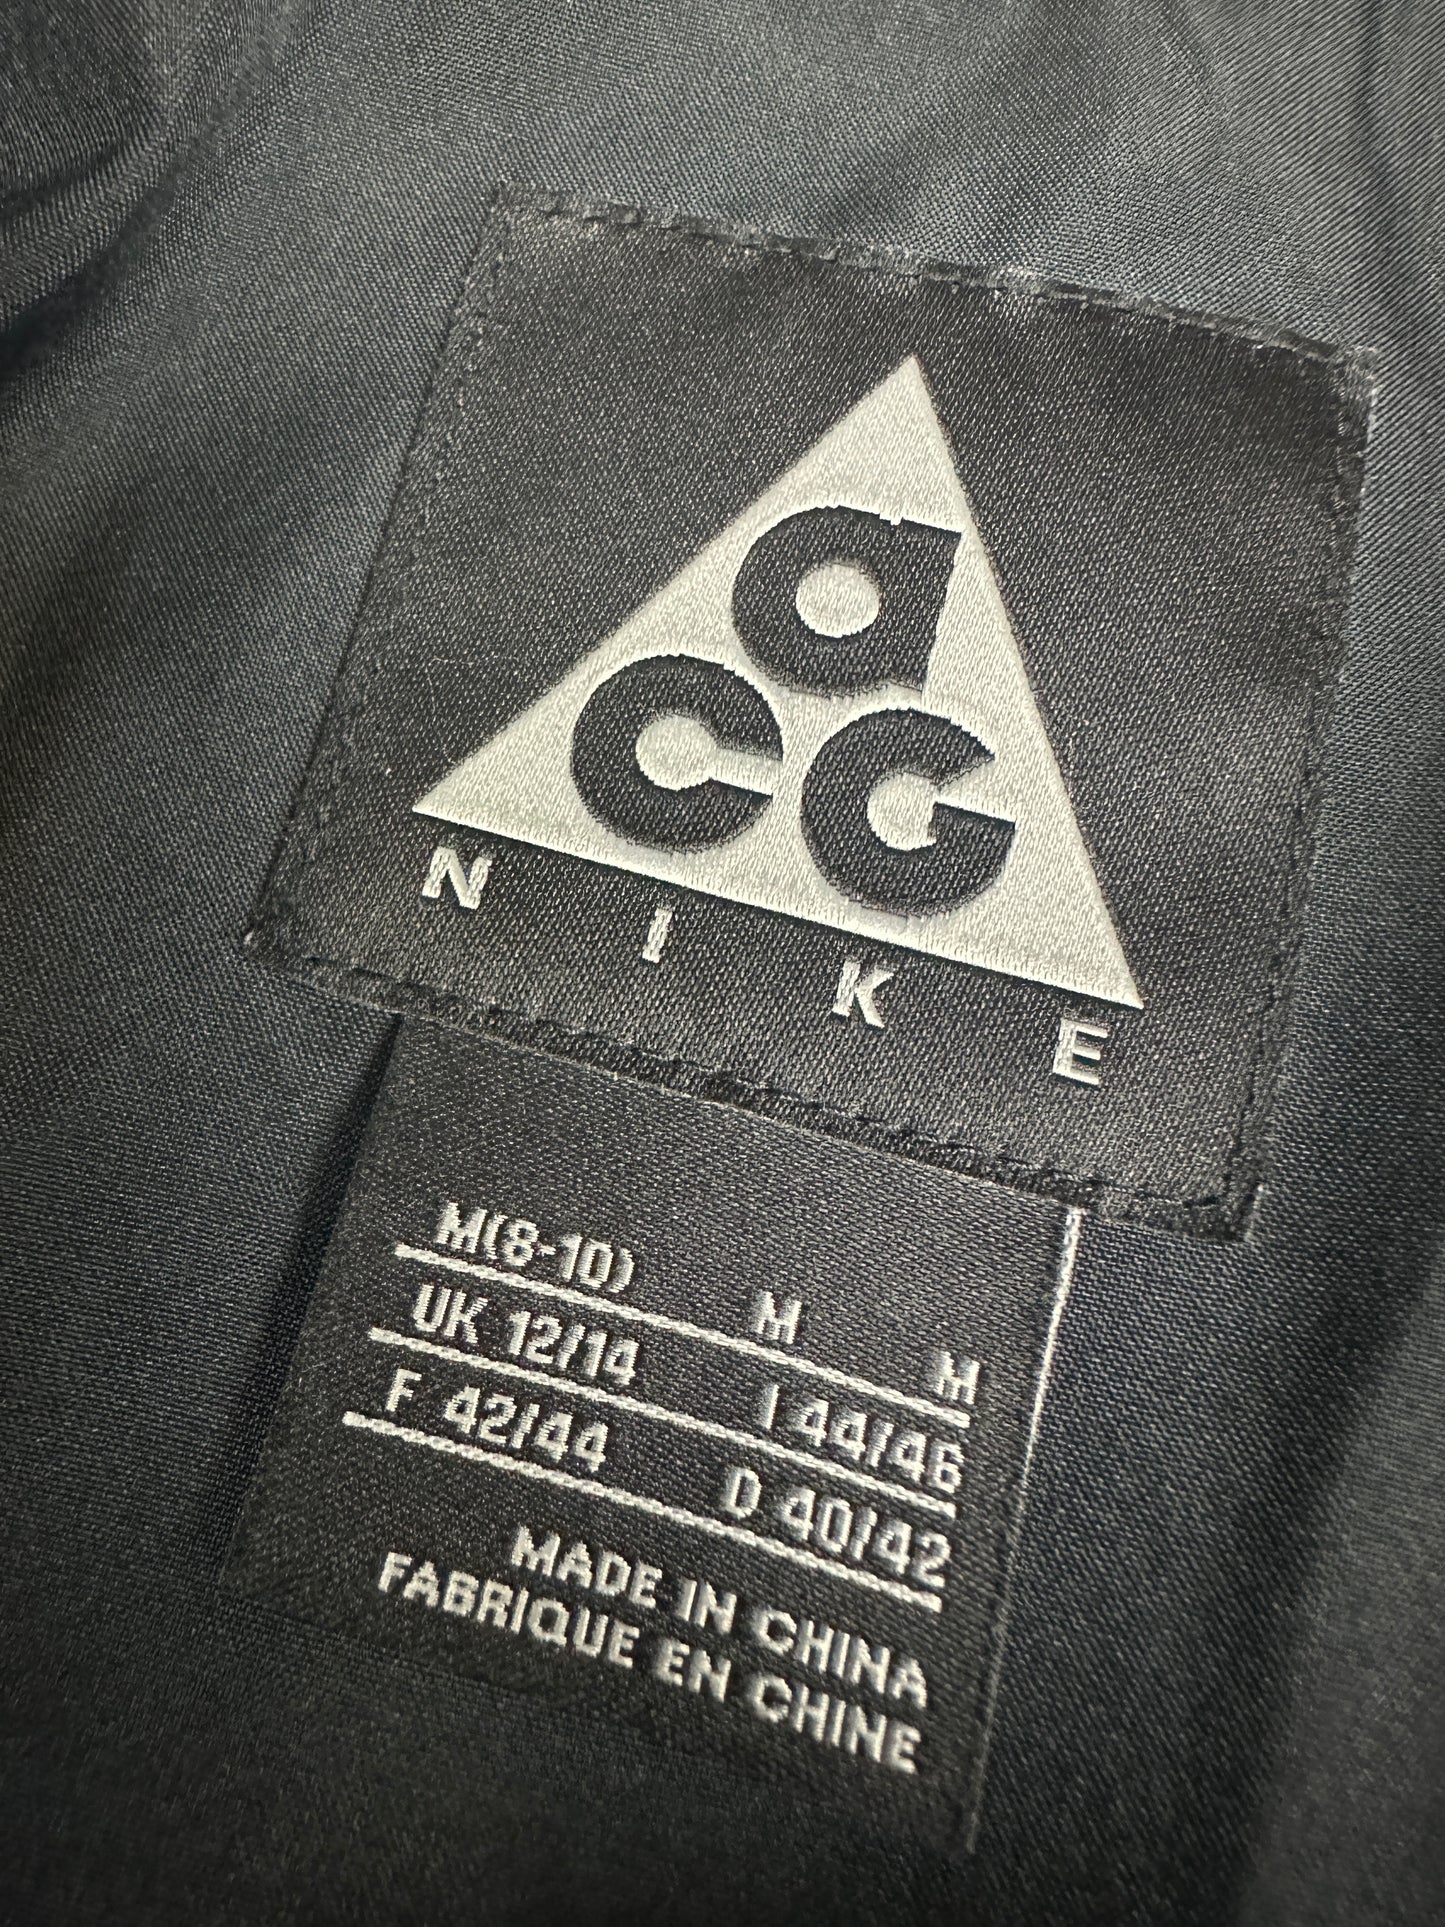 aCG
NIKE
M(8-10) M M
UK 12/14 I 44/46
F 42/44 D 40/42
MADE IN CHINA
FABRIQUE EN CHINE